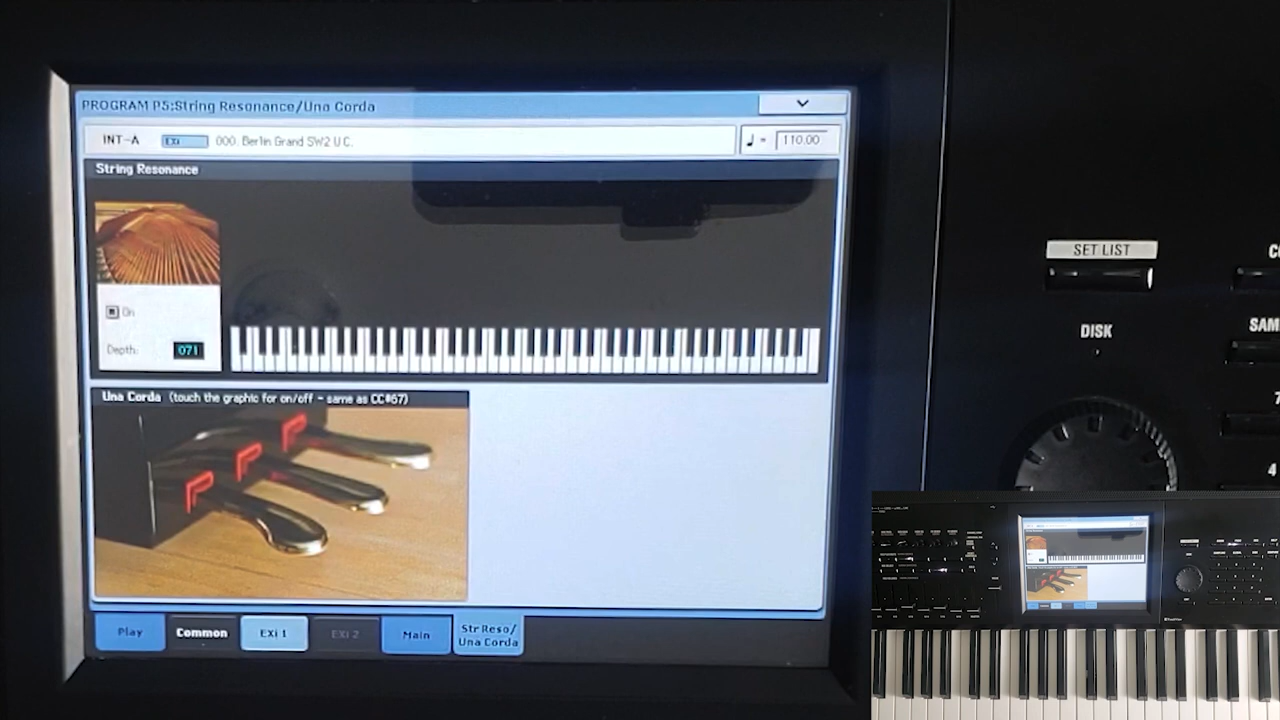 PROGRAM P5:String Resonance/Una Corda
INT-A EXi 000: Berlin Grand SW2 U.C. ♩= 110.00
String Resonance
On
Depth: 071
Una Corda (touch the graphic for on/off - same as CC#67)
Play Common EXi 1 EXi 2 Main Str Reso/
Una Corda
SET LIST
DISK
SAM
7
4